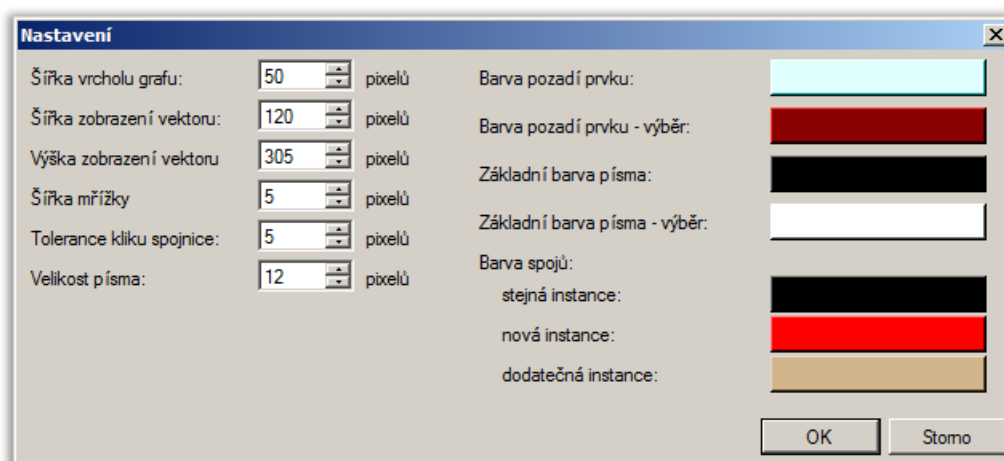 Nastavení
Šířka vrcholu grafu: 50 pixelů
Šířka zobrazení vektoru: 120 pixelů
Výška zobrazení vektoru 305 pixelů
Šířka mřížky 5 pixelů
Tolerance kliku spojnice: 5 pixelů
Velikost písma: 12 pixelů
Barva pozadí prvku:
Barva pozadí prvku - výběr:
Základní barva písma:
Základní barva písma - výběr:
Barva spojů:
stejná instance:
nová instance:
dodatečná instance:
OK Storno